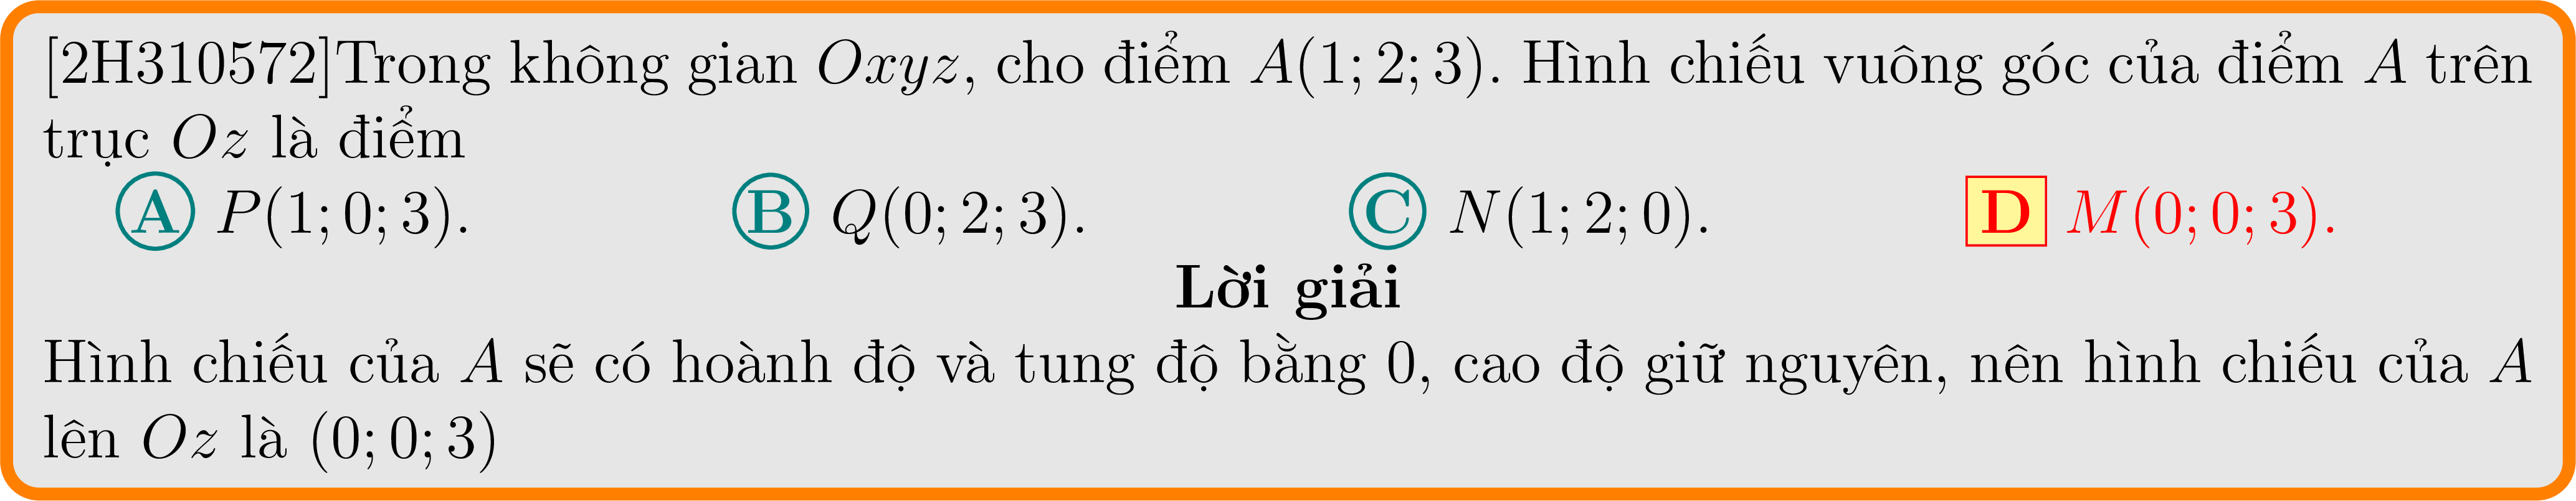 [2H310572]Trong không gian Oxyz, cho điểm A(1; 2; 3). Hình chiếu vuông góc của điểm A trên
trục Oz là điểm
A P(1; 0; 3). B Q(0; 2; 3). C N(1; 2; 0). D M(0; 0; 3).
Lời giải
Hình chiếu của A sẽ có hoành độ và tung độ bằng 0, cao độ giữ nguyên, nên hình chiếu của A
lên Oz là (0; 0; 3)